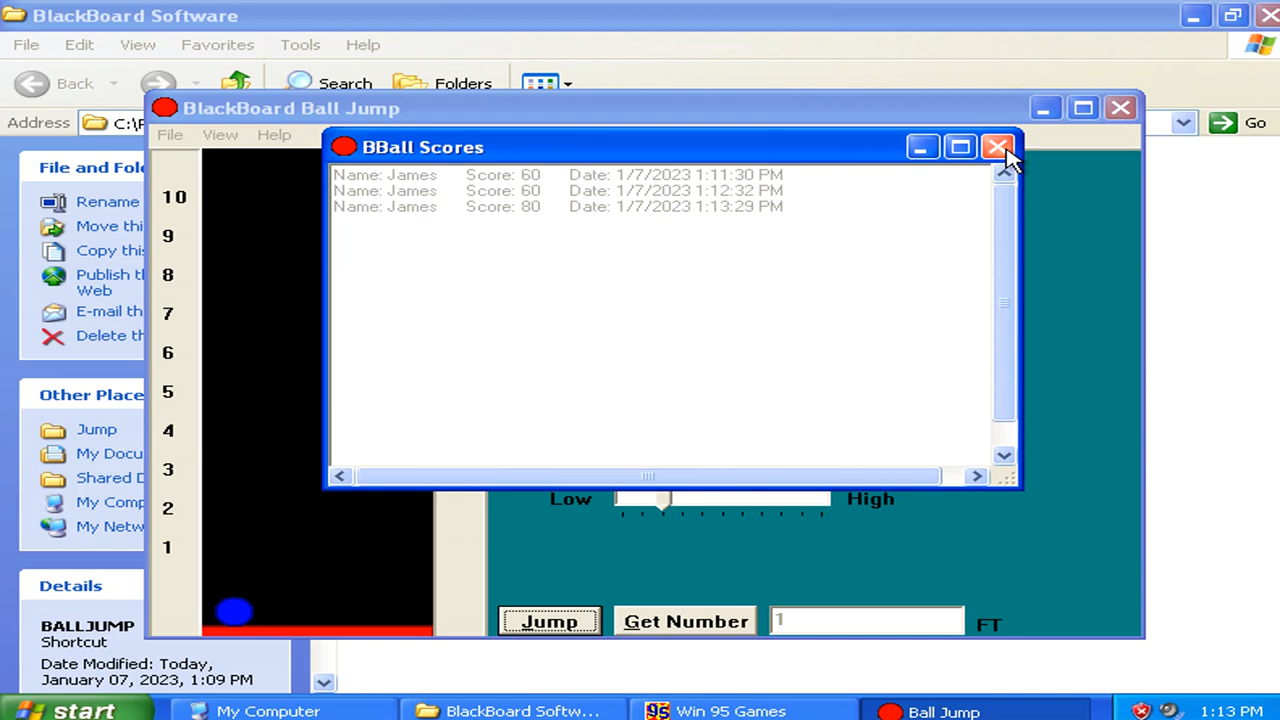 BlackBoard Software
File Edit View Favorites Tools Help
Back Search Folders
Address C:\
Go
BlackBoard Ball Jump
File View Help
BBall Scores
Name: James Score: 60 Date: 1/7/2023 1:11:30 PM
Name: James Score: 60 Date: 1/7/2023 1:12:32 PM
Name: James Score: 80 Date: 1/7/2023 1:13:29 PM
File and Fol
Rename
Move thi
Copy this
Publish t
Web
E-mail th
Delete th
Other Place
Jump
My Docu
Shared D
My Comp
My Netw
Details
BALLJUMP
Shortcut
Date Modified: Today,
January 07, 2023, 1:09 PM
10
9
8
7
6
5
4
3
2
1
Low High
Jump Get Number 1 FT
start My Computer BlackBoard Softw... 95 Win 95 Games Ball Jump 1:13 PM